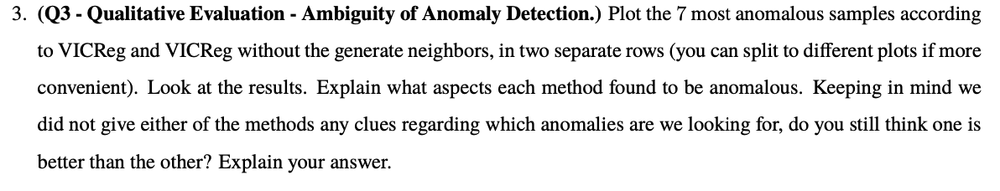 3. (Q3 - Qualitative Evaluation - Ambiguity of Anomaly Detection.) Plot the 7 most anomalous samples according
to VICReg and VICReg without the generate neighbors, in two separate rows (you can split to different plots if more
convenient). Look at the results. Explain what aspects each method found to be anomalous. Keeping in mind we
did not give either of the methods any clues regarding which anomalies are we looking for, do you still think one is
better than the other? Explain your answer.